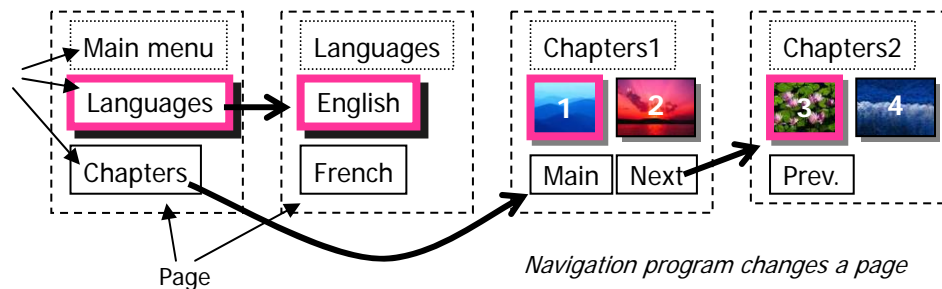 Main menu
Languages
Chapters
Languages
English
French
Chapters1
1
2
Main
Next
Chapters2
3
4
Prev.
Page
Navigation program changes a page